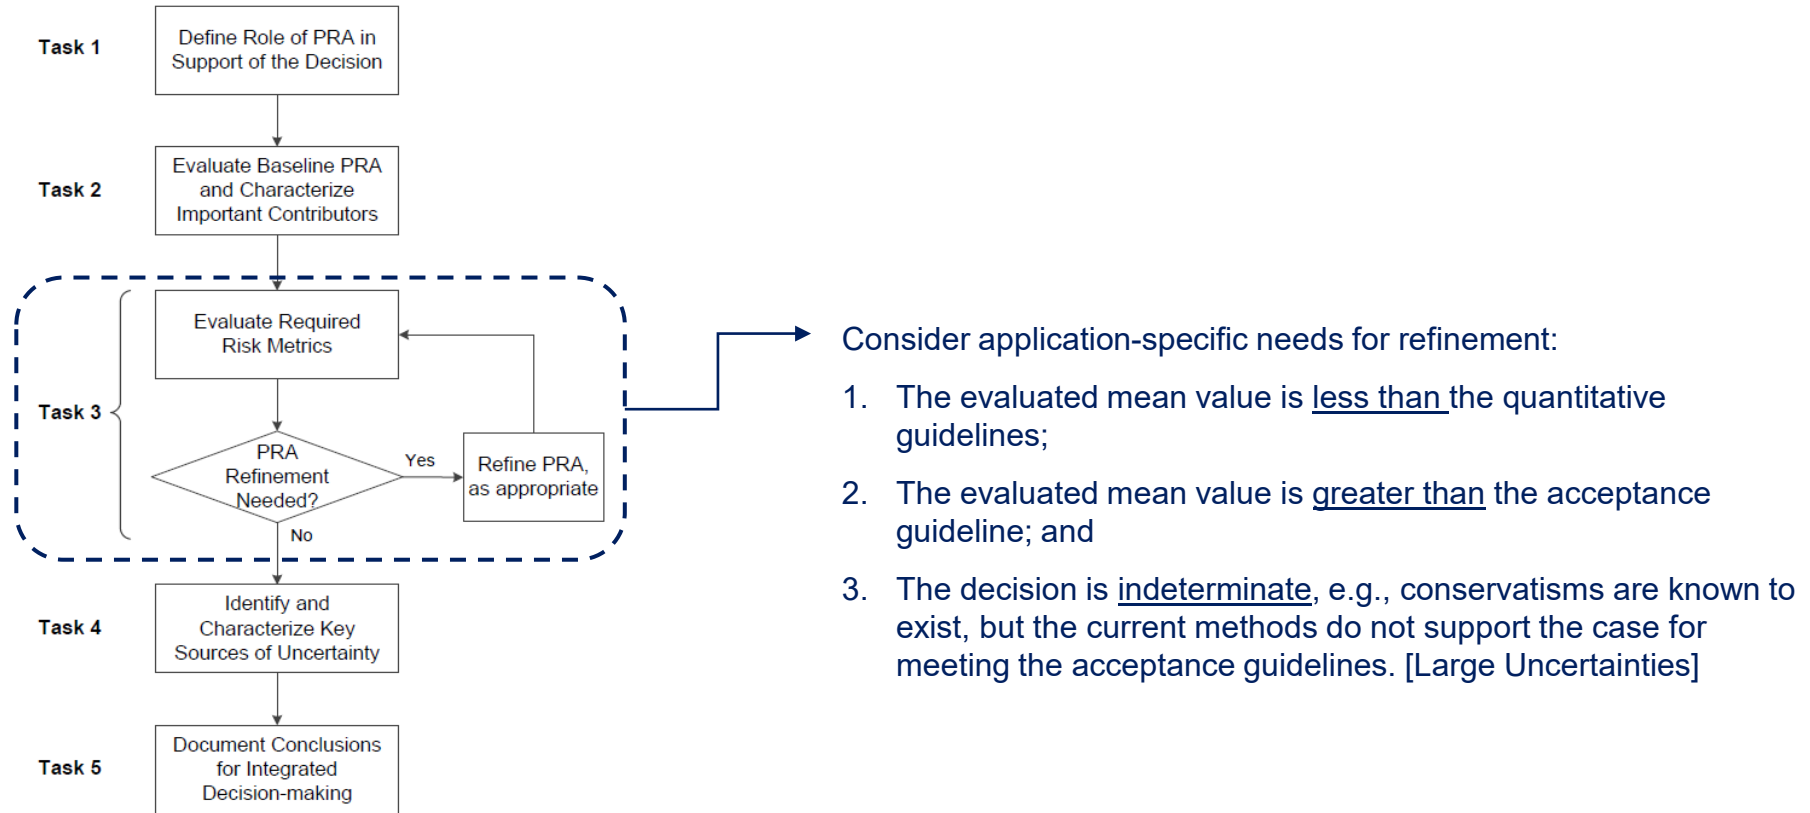 Task 1
Define Role of PRA in
Support of the Decision
Task 2
Evaluate Baseline PRA
and Characterize
Important Contributors
Task 3
Evaluate Required
Risk Metrics
PRA
Refinement
Needed?
Yes
Refine PRA,
as appropriate
No
Task 4
Identify and
Characterize Key
Sources of Uncertainty
Task 5
Document Conclusions
for Integrated
Decision-making
Consider application-specific needs for refinement:
1. The evaluated mean value is less than the quantitative
guidelines;
2. The evaluated mean value is greater than the acceptance
guideline; and
3. The decision is indeterminate, e.g., conservatisms are known to
exist, but the current methods do not support the case for
meeting the acceptance guidelines. [Large Uncertainties]